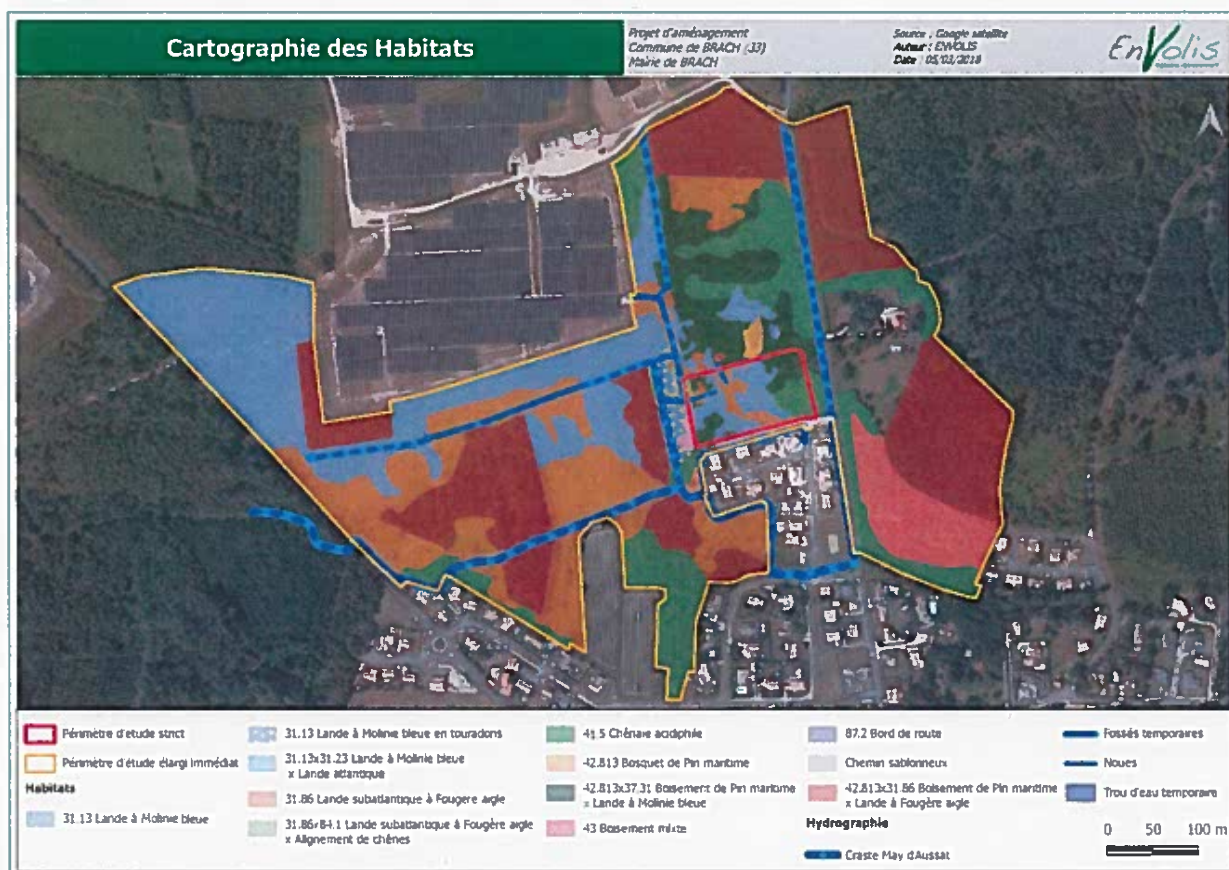 Cartographie des Habitats
Projet d'aménagement
Commune de BRACH (33)
Mairie de BRACH
Source : Google satellite
Auteur : ENVOLIS
Date : 05/03/2018
EnVolis
Périmètre d'étude strict
Périmètre d'étude élargi immédiat
Habitats
31.13 Lande à Molinie bleue
31.13 Lande à Molinie bleue en touradons
31.13x31.23 Lande à Molinie bleue
x Lande atlantique
31.86 Lande subatlantique à Fougère aigle
31.86x84.1 Lande subatlantique à Fougère aigle
x Alignement de chênes
41.5 Chênaie acidiphile
42.813 Bosquet de Pin maritime
42.813x37.31 Boisement de Pin maritime
x Lande à Molinie bleue
43 Boisement mixte
87.2 Bord de route
Chemin sablonneux
42.813x31.86 Boisement de Pin maritime
x Lande à Fougère aigle
Hydrographie
Craste May d'Aussat
Fossés temporaires
Noues
Trou d'eau temporaire
0 50 100 m